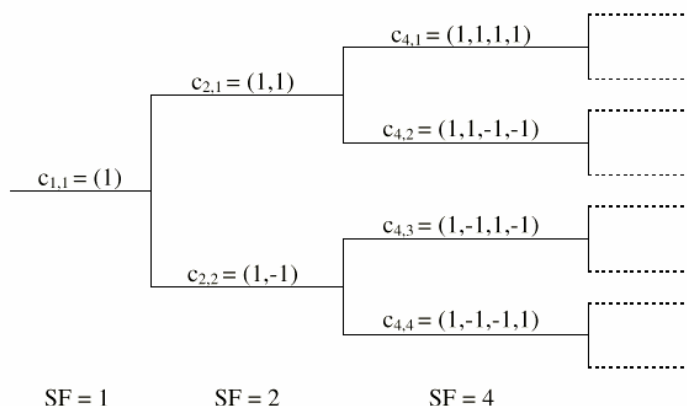 c4,1 = (1,1,1,1)
c2,1 = (1,1)
c4,2 = (1,1,-1,-1)
c1,1 = (1)
c4,3 = (1,-1,1,-1)
c2,2 = (1,-1)
c4,4 = (1,-1,-1,1)
SF = 1 SF = 2 SF = 4